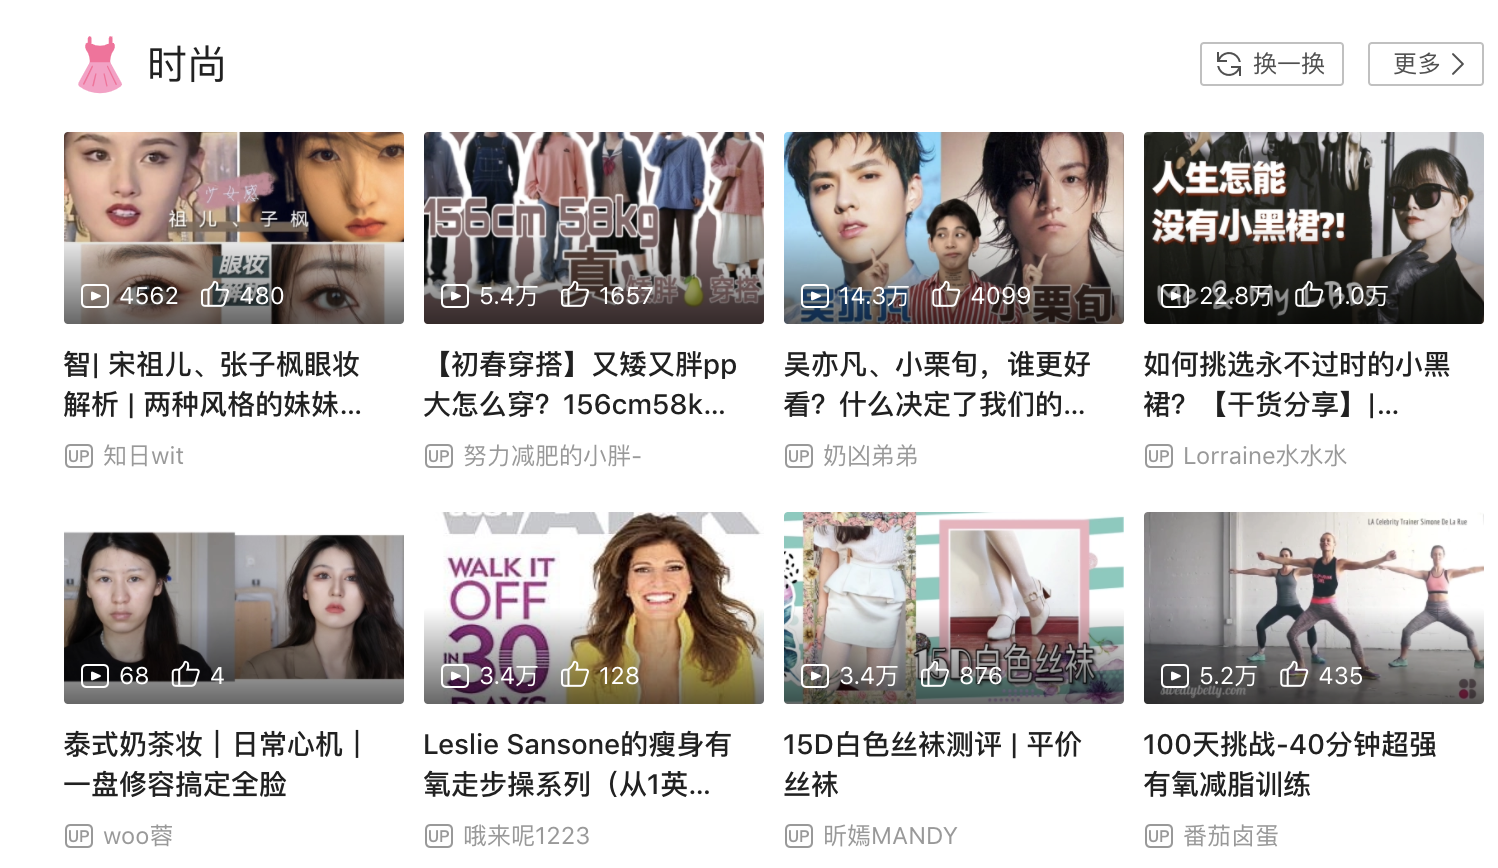 时尚
换一换
更多
少女感
祖儿、子枫
眼妆
4562
480
156cm 58kg
真
矮胖 穿搭
5.4万
1657
吴亦凡
小栗旬
14.3万
4099
人生怎能
没有小黑裙?!
Me & My LBD
22.8万
1.0万
智| 宋祖儿、张子枫眼妆
解析 | 两种风格的妹妹...
UP 知日wit
【初春穿搭】又矮又胖pp
大怎么穿？156cm58k...
UP 努力减肥的小胖-
吴亦凡、小栗旬，谁更好
看？什么决定了我们的...
UP 奶凶弟弟
如何挑选永不过时的小黑
裙？【干货分享】|...
UP Lorraine水水水
68
4
WALK
WALK IT
OFF
IN 30
DAYS
3.4万
128
15D白色丝袜
3.4万
876
LA Celebrity Trainer Simone De La Rue
sweatybetty.com
5.2万
435
泰式奶茶妆｜日常心机｜
一盘修容搞定全脸
UP woo蓉
Leslie Sansone的瘦身有
氧走步操系列（从1英...
UP 哦来呢1223
15D白色丝袜测评 | 平价
丝袜
UP 昕嫣MANDY
100天挑战-40分钟超强
有氧减脂训练
UP 番茄卤蛋